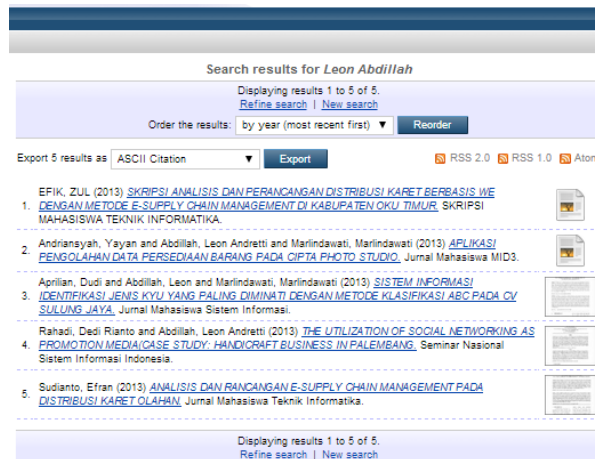 Search results for Leon Abdillah
Displaying results 1 to 5 of 5.
Refine search | New search
Order the results: by year (most recent first) ▼ Reorder
Export 5 results as ASCII Citation ▼ Export RSS 2.0 RSS 1.0 Aton
EFIK, ZUL (2013) SKRIPSI ANALISIS DAN PERANCANGAN DISTRIBUSI KARET BERBASIS WE
1. DENGAN METODE E-SUPPLY CHAIN MANAGEMENT DI KABUPATEN OKU TIMUR. SKRIPSI
MAHASISWA TEKNIK INFORMATIKA.
Andriansyah, Yayan and Abdillah, Leon Andretti and Marlindawati, Marlindawati (2013) APLIKASI
2. PENGOLAHAN DATA PERSEDIAAN BARANG PADA CIPTA PHOTO STUDIO. Jurnal Mahasiswa MID3.
Aprilian, Dudi and Abdillah, Leon and Marlindawati, Marlindawati (2013) SISTEM INFORMASI
3. IDENTIFIKASI JENIS KYU YANG PALING DIMINATI DENGAN METODE KLASIFIKASI ABC PADA CV
SULUNG JAYA. Jurnal Mahasiswa Sistem Informasi.
Rahadi, Dedi Rianto and Abdillah, Leon Andretti (2013) THE UTILIZATION OF SOCIAL NETWORKING AS
4. PROMOTION MEDIA(CASE STUDY: HANDICRAFT BUSINESS IN PALEMBANG. Seminar Nasional
Sistem Informasi Indonesia.
Sudianto, Efran (2013) ANALISIS DAN RANCANGAN E-SUPPLY CHAIN MANAGEMENT PADA
5. DISTRIBUSI KARET OLAHAN. Jurnal Mahasiswa Teknik Informatika.
Displaying results 1 to 5 of 5.
Refine search | New search